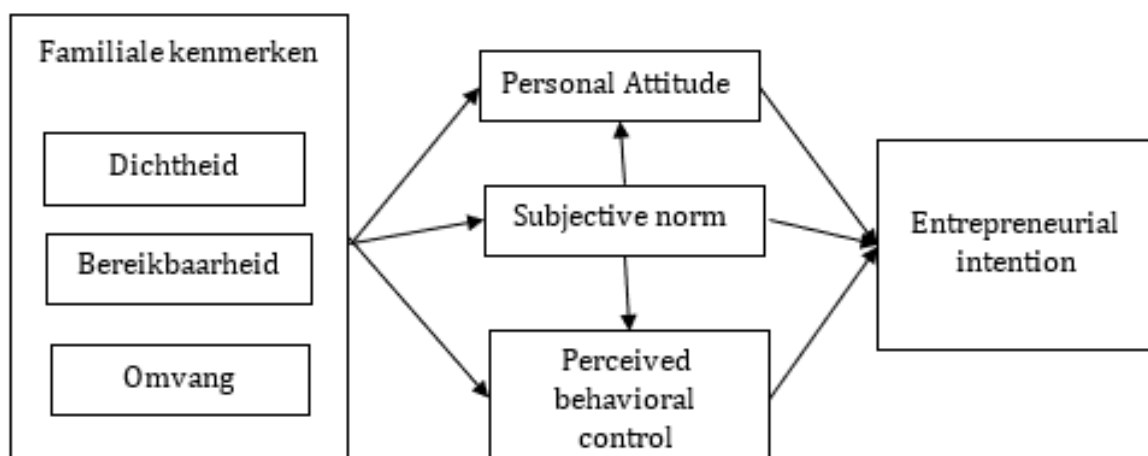 Familiale kenmerken
Dichtheid
Bereikbaarheid
Omvang
Personal Attitude
Subjective norm
Perceived
behavioral
control
Entrepreneurial
intention